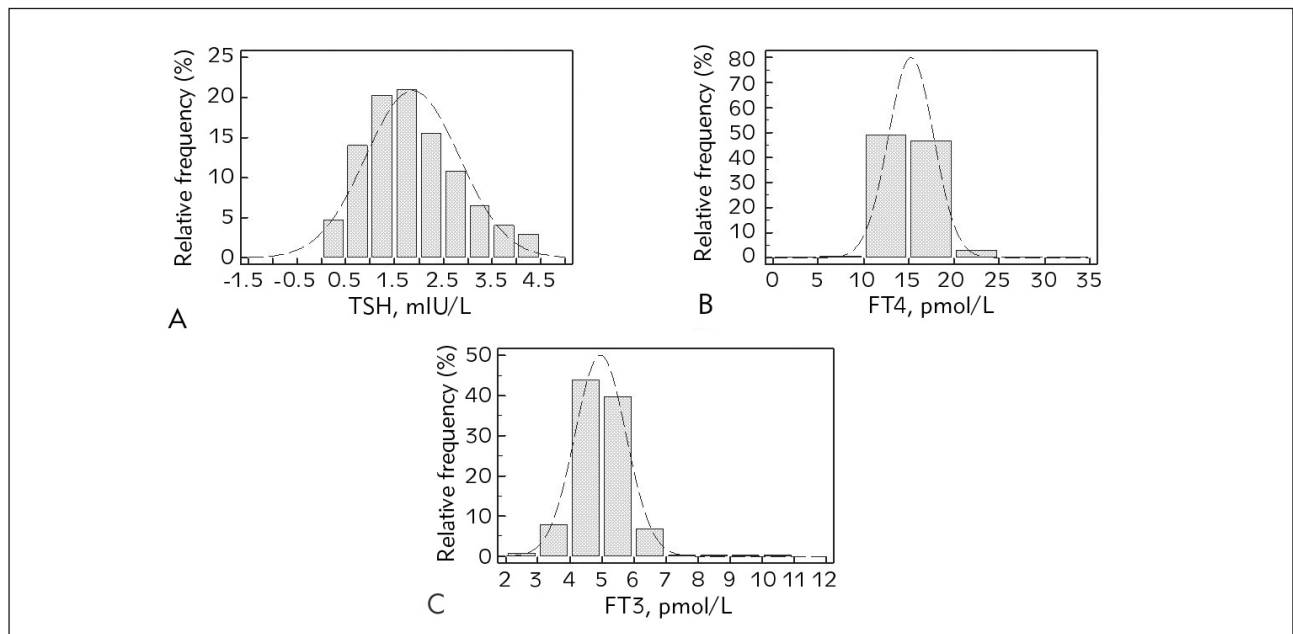 Relative frequency (%)
25
20
15
10
5
0
-1.5 -0.5 0.5 1.5 2.5 3.5 4.5
TSH, mIU/L
A
Relative frequency (%)
80
70
60
50
40
30
20
10
0
0 5 10 15 20 25 30 35
FT4, pmol/L
B
Relative frequency (%)
50
40
30
20
10
0
2 3 4 5 6 7 8 9 10 11 12
FT3, pmol/L
C